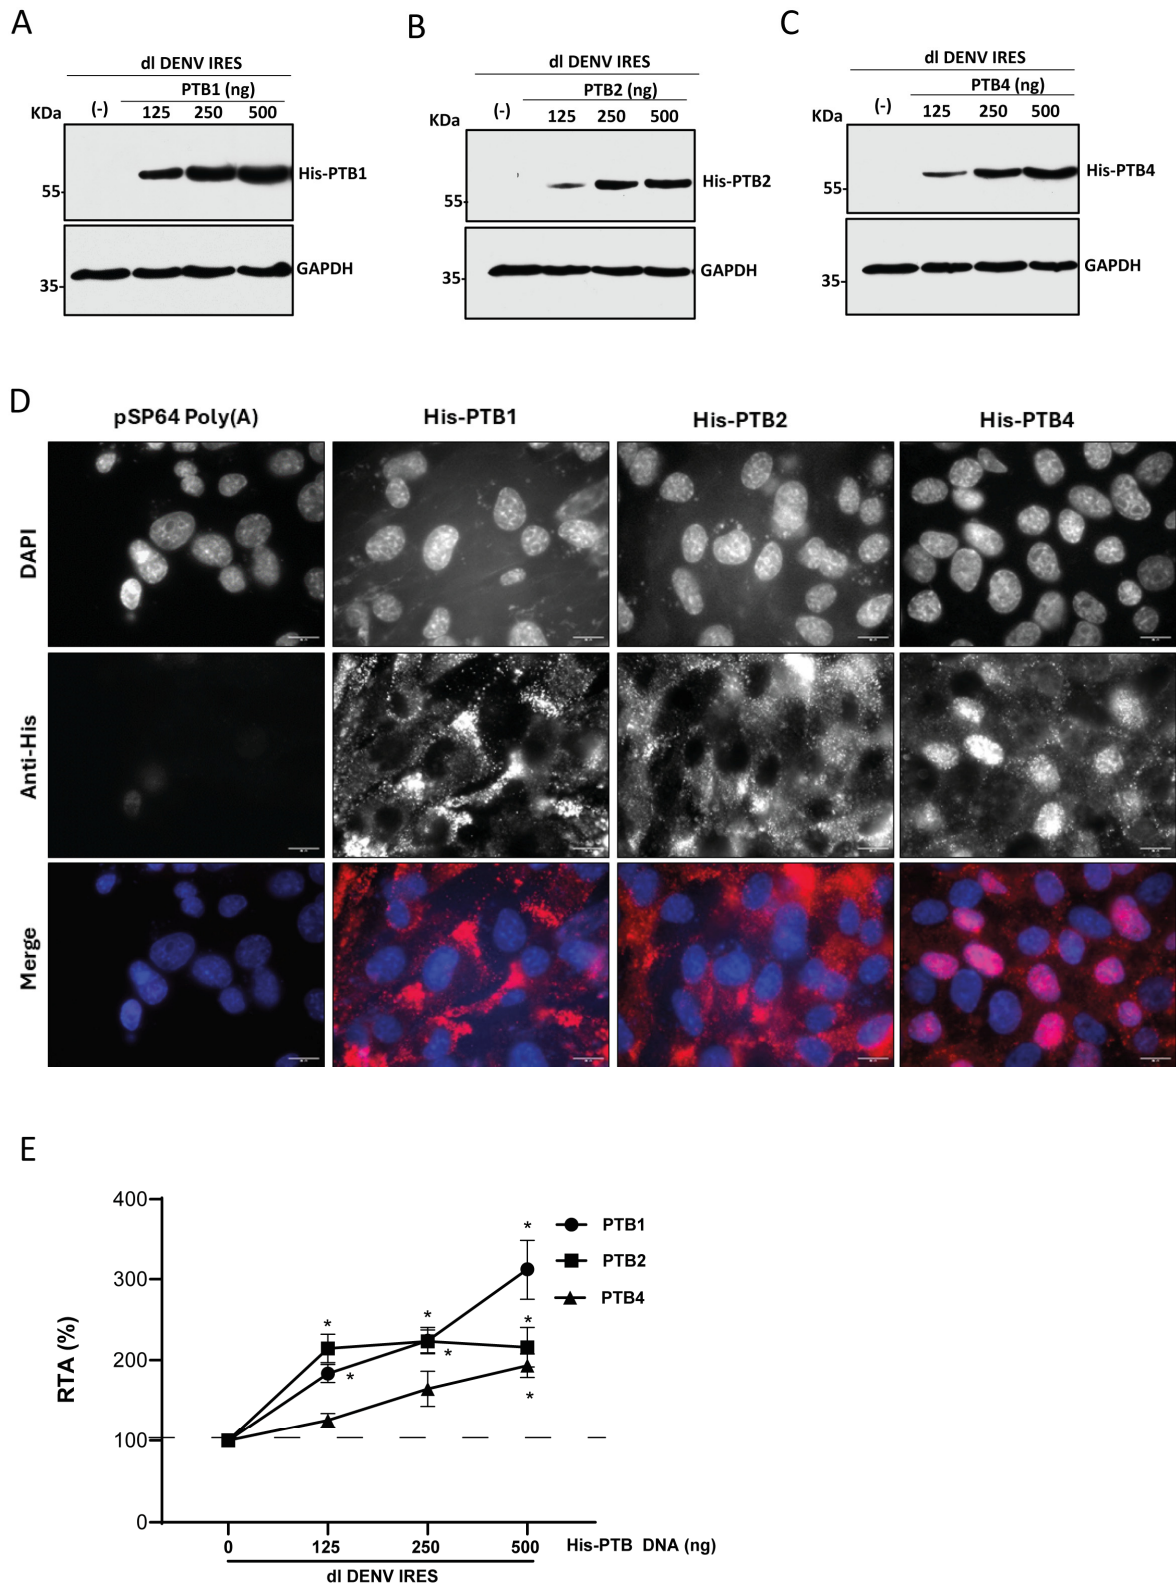 A
dl DENV IRES
PTB1 (ng)
KDa (-) 125 250 500
His-PTB1
55-
GAPDH
35-
B
dl DENV IRES
PTB2 (ng)
KDa (-) 125 250 500
His-PTB2
55-
GAPDH
35-
C
dl DENV IRES
PTB4 (ng)
KDa (-) 125 250 500
His-PTB4
55-
GAPDH
35-
D
pSP64 Poly(A) His-PTB1 His-PTB2 His-PTB4
DAPI
Anti-His
Merge
E
400
300
200
100
0
RTA (%)
* * * * * * *
PTB1
PTB2
PTB4
0 125 250 500 His-PTB DNA (ng)
dl DENV IRES